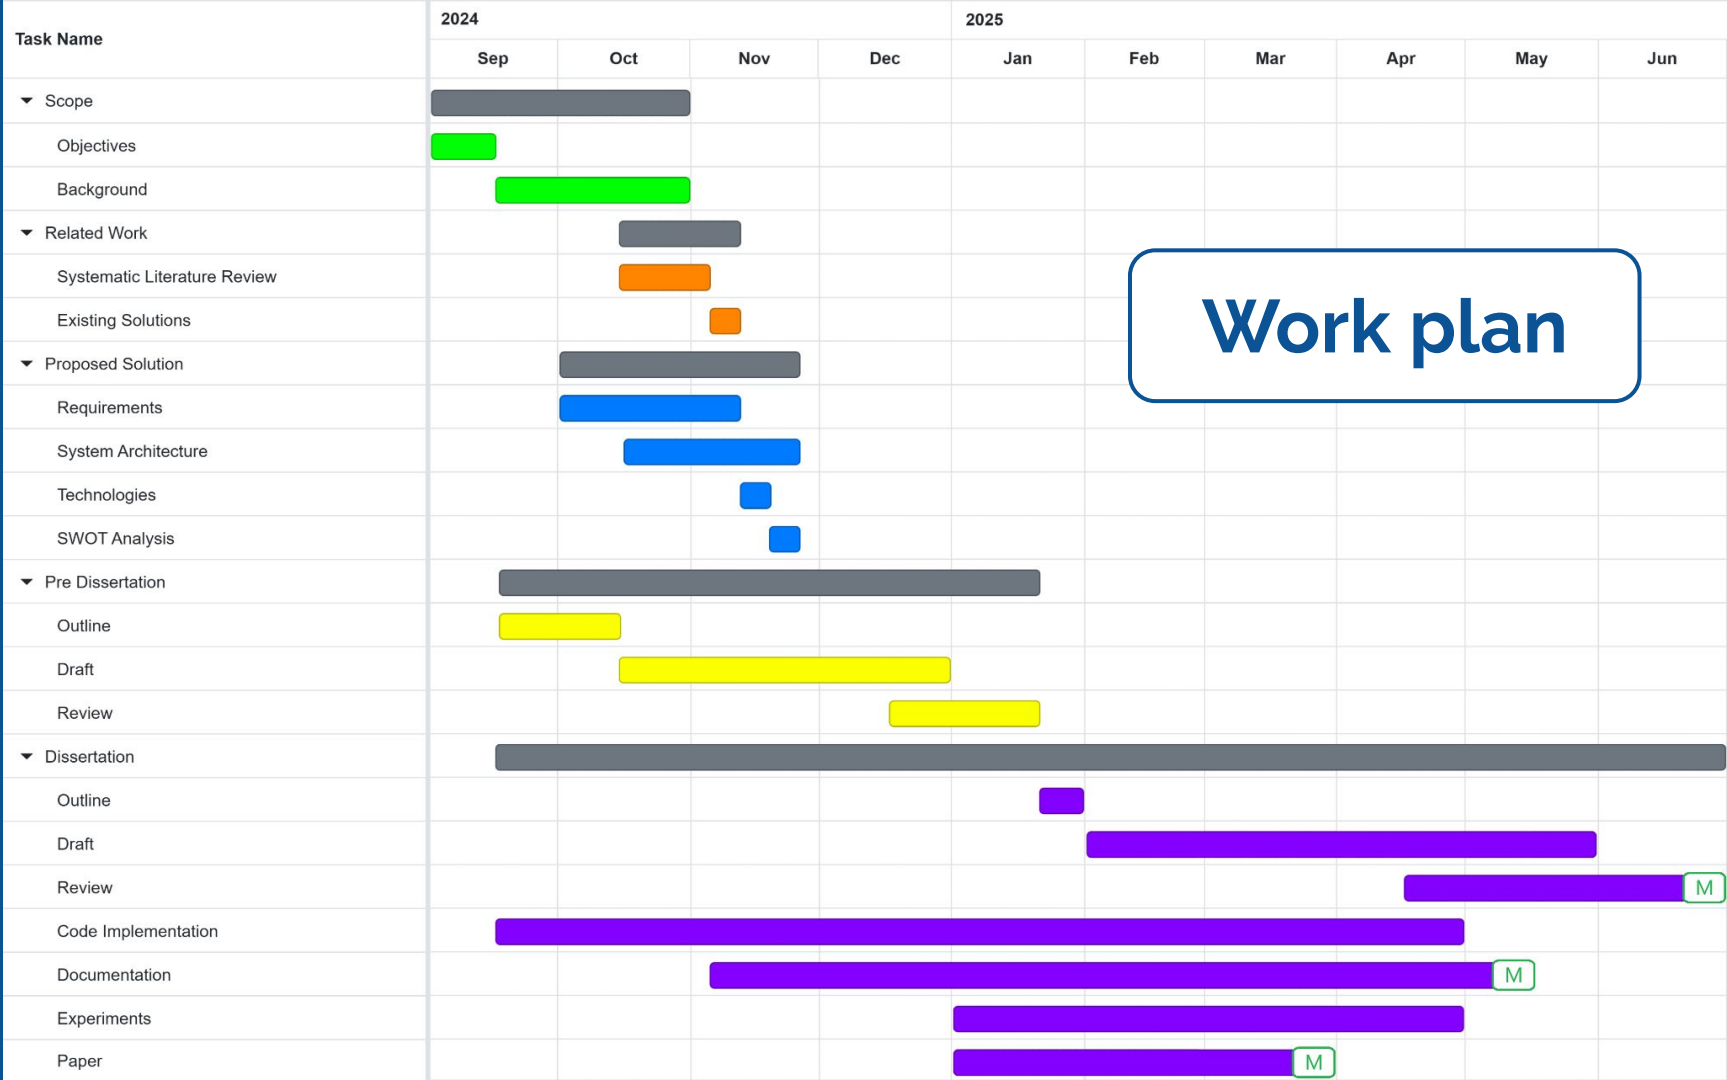 2024 2025
Task Name
Sep Oct Nov Dec Jan Feb Mar Apr May Jun
Scope
Objectives
Background
Related Work
Systematic Literature Review
Existing Solutions
Work plan
Proposed Solution
Requirements
System Architecture
Technologies
SWOT Analysis
Pre Dissertation
Outline
Draft
Review
Dissertation
Outline
Draft
Review M
Code Implementation
Documentation M
Experiments
Paper M